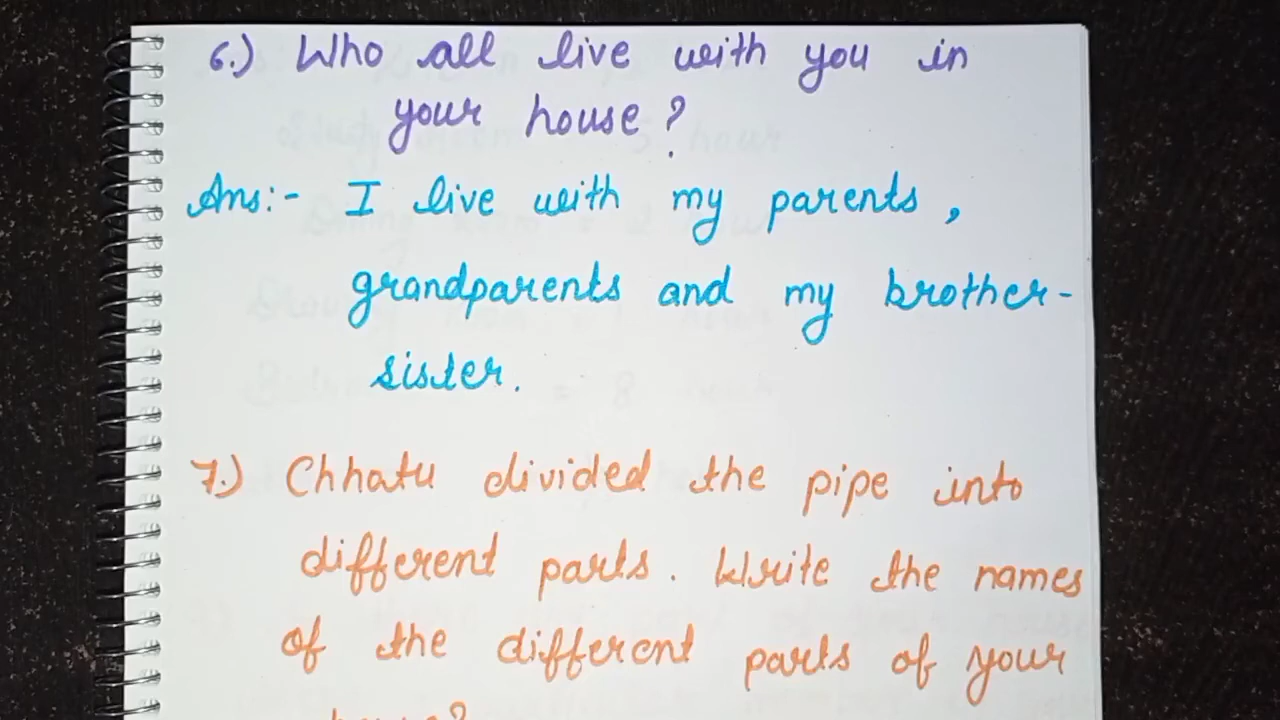 6.) Who all live with you in
your house?
Ans:- I live with my parents,
grandparents and my brother-
sister.
7.) Chhatu divided the pipe into
different parts. Write the names
of the different parts of your
house?